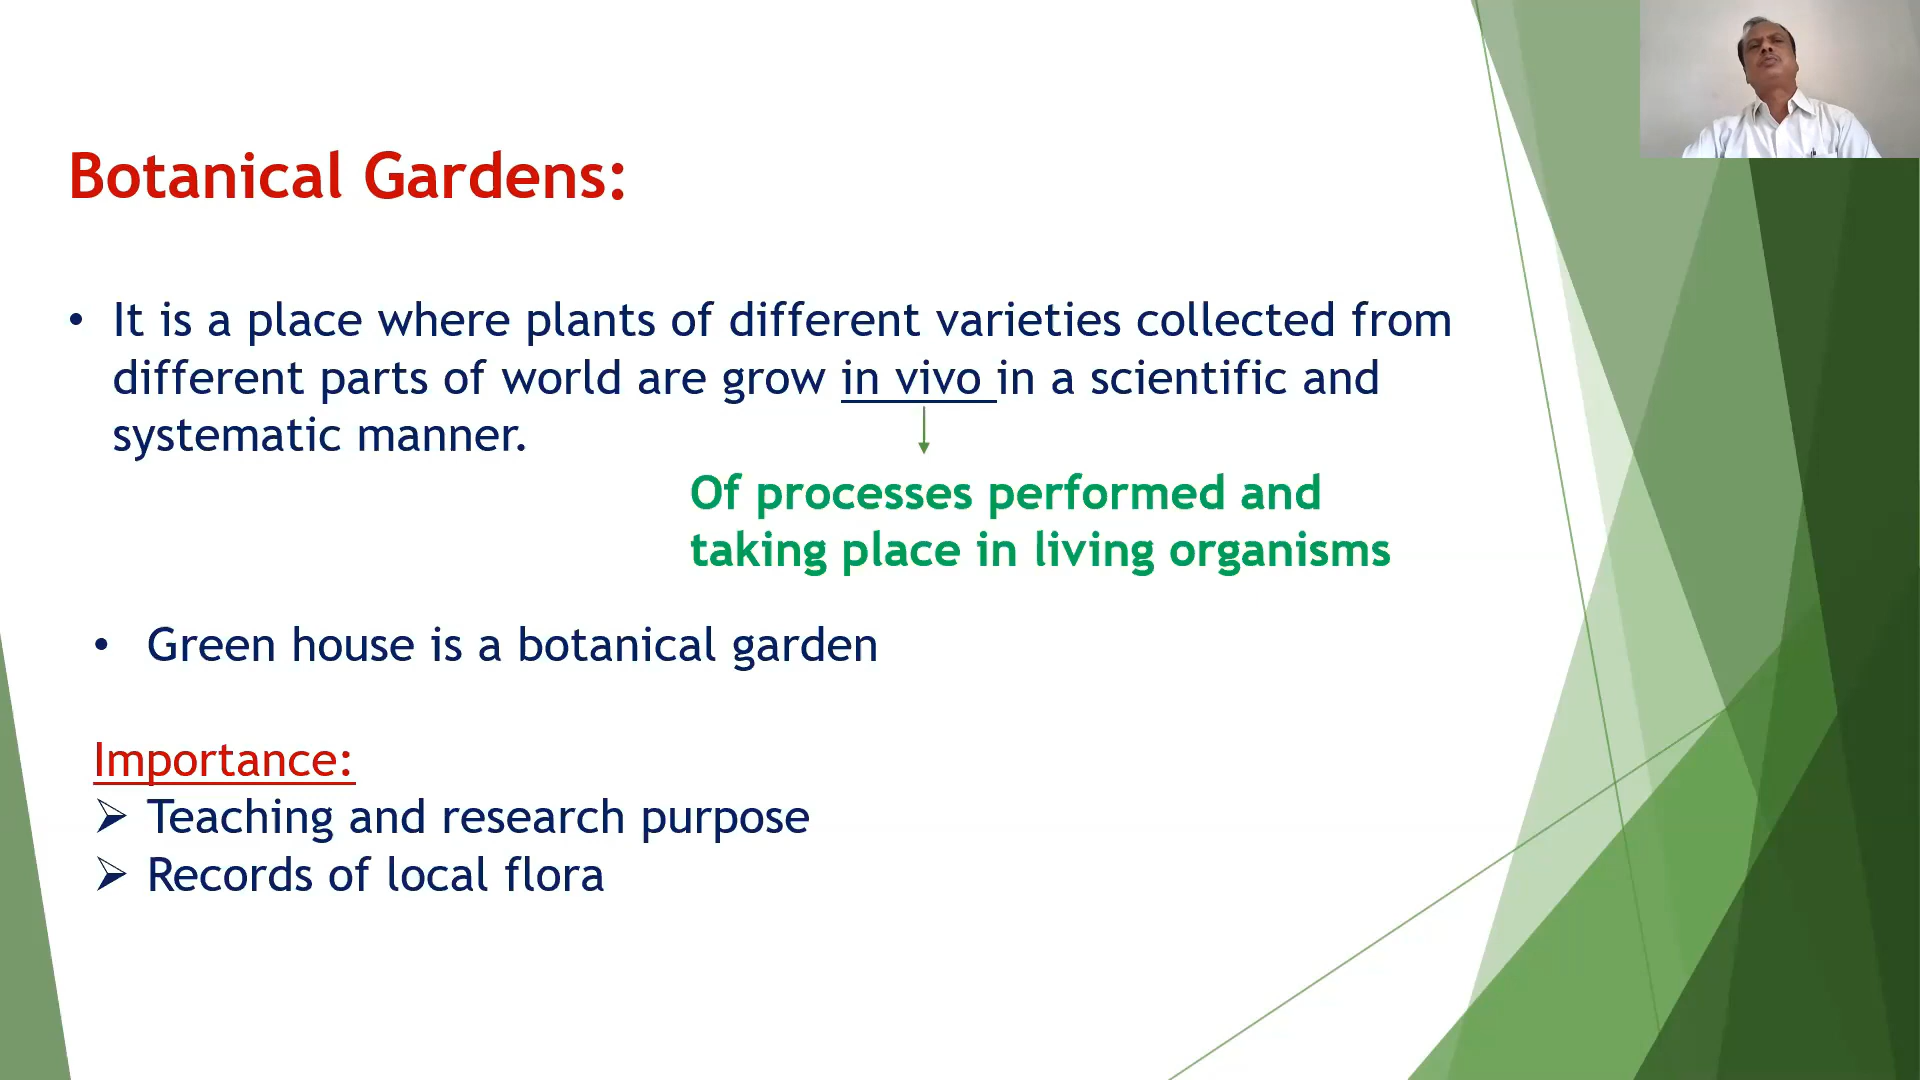 Botanical Gardens:
• It is a place where plants of different varieties collected from
different parts of world are grow in vivo in a scientific and
systematic manner.
Of processes performed and
taking place in living organisms
• Green house is a botanical garden
Importance:
➢ Teaching and research purpose
➢ Records of local flora